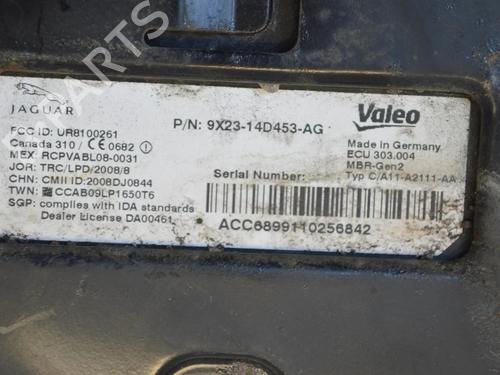 PARTS
JAGUAR
FCC ID: UR8100261
Canada 310 / CE 0682
MEX: RCPVABL08-0031
JOR: TRC/LPD/2008/8
CHN: CMII ID: 2008DJ0844
TWN: CCAB09LP1650T6
SGP: complies with IDA standards
Dealer License DA00461
P/N: 9X23-14D453-AG
Serial Number:
ACC6899110256842
Valeo
Made in Germany
ECU 303.004
MBR-Gen2
Typ C/A11-A2111-AA